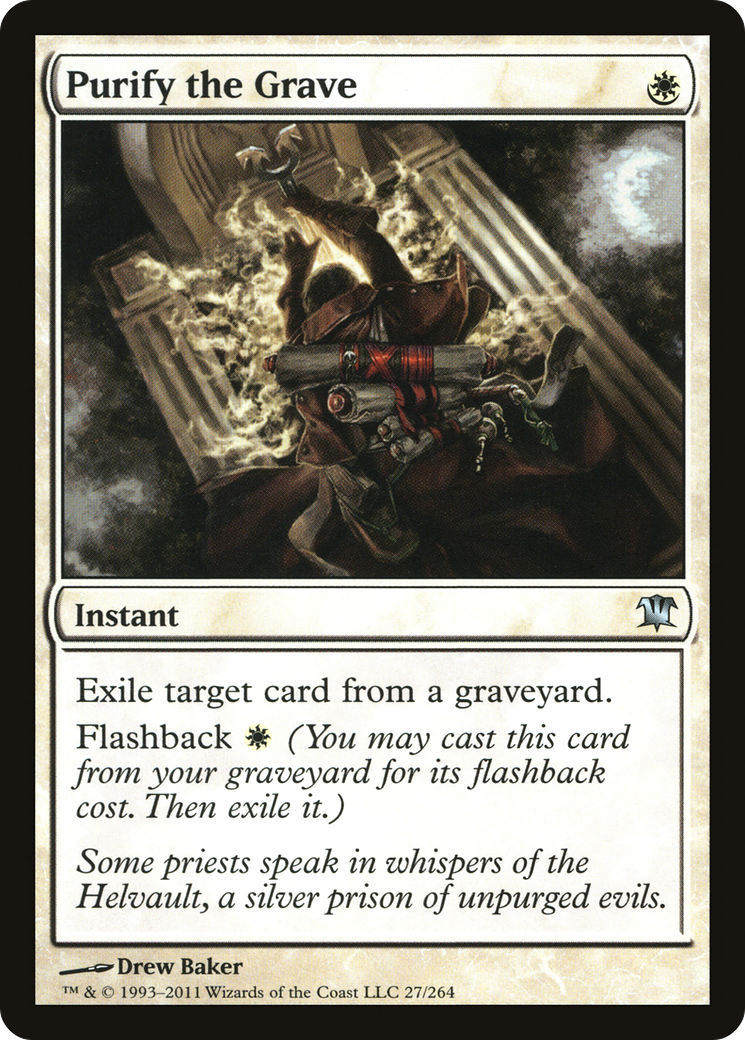 Purify the Grave
Instant
Exile target card from a graveyard.
Flashback (You may cast this card
from your graveyard for its flashback
cost. Then exile it.)
Some priests speak in whispers of the
Helvault, a silver prison of unpurged evils.
Drew Baker
™ & © 1993–2011 Wizards of the Coast LLC 27/264